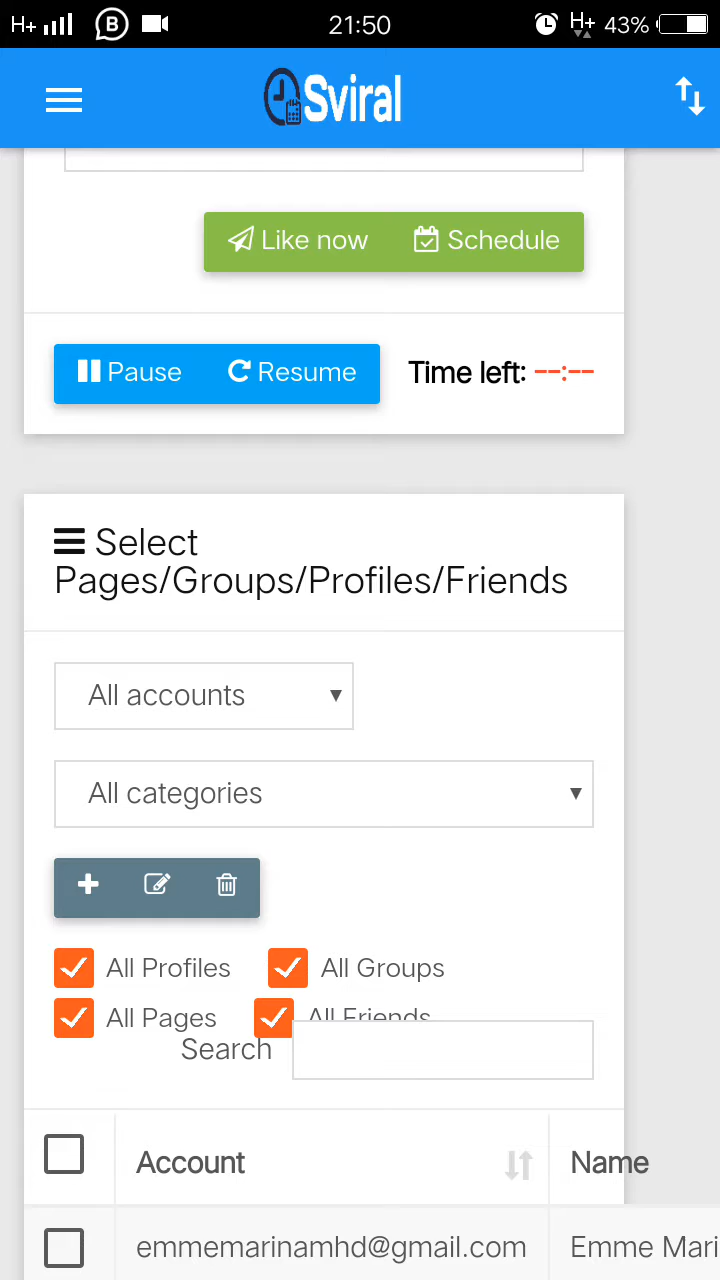 H+ B 21:50 H+ 43%
Sviral
Like now Schedule
Pause Resume Time left: --:--
Select
Pages/Groups/Profiles/Friends
All accounts
All categories
All Profiles All Groups
All Pages All Friends
Search
Account Name
emmemarinamhd@gmail.com Emme Mari